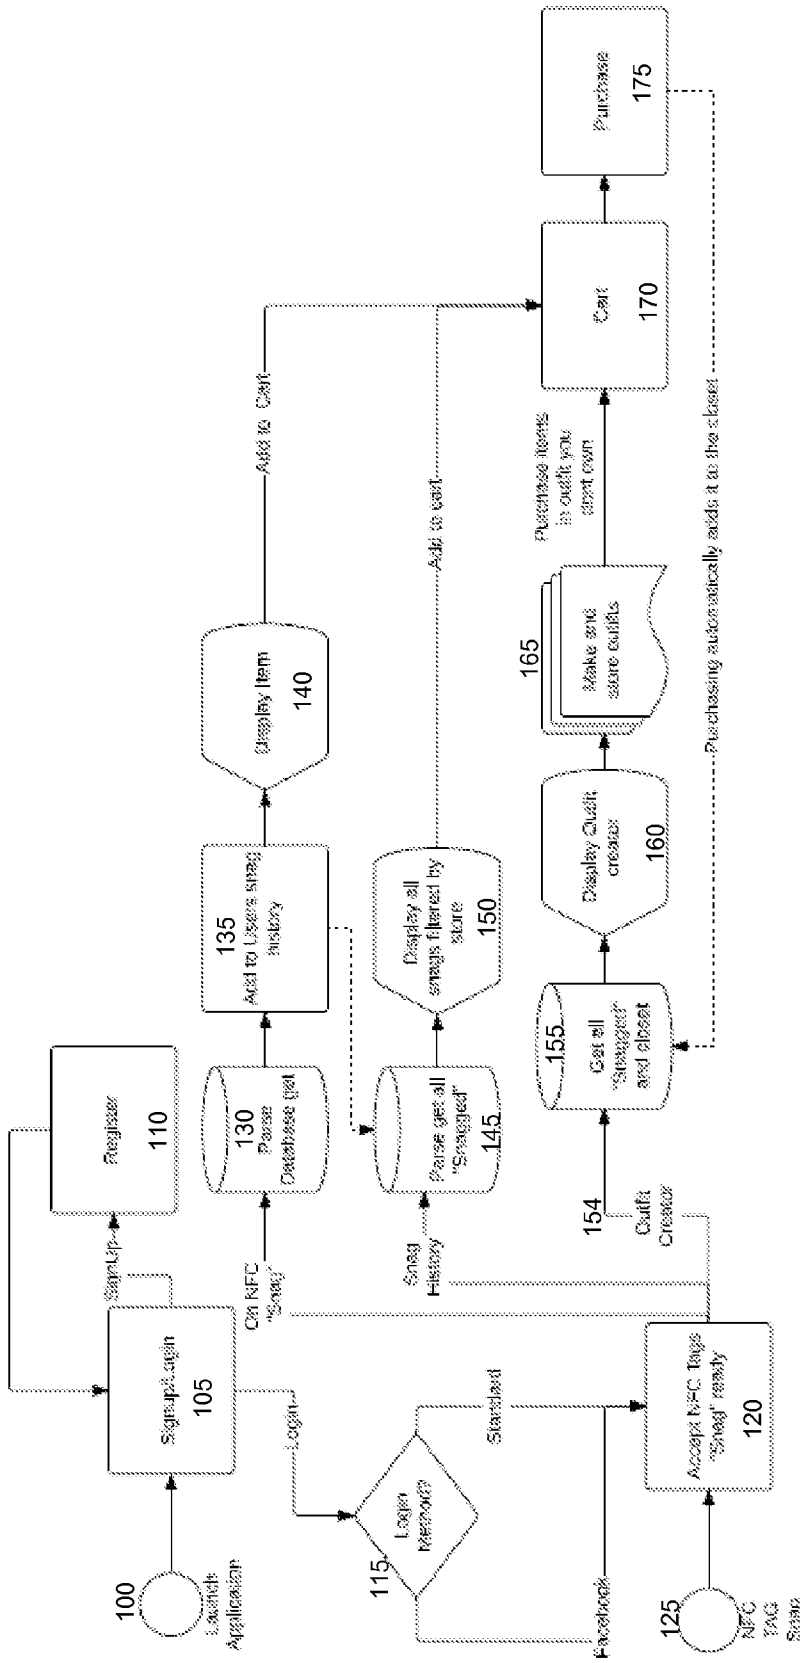 100
Launch
Application
Signup/Login
105
SignUp
Register
110
Login
115
Login
Methods
Standard
Facebook
125
NFC
TAG
Accept NFC Tags
"Snag" ready
120
On NFC
"Snag"
130
Parse
Database get
135
Add to Users snag
history
Display Item
140
Add to Cart
Snag
History
Parse get all
"Snagged"
145
Display all
snags filtered by
store
150
Add to cart
154
Outfit
Creator
155
Get all
"Snagged"
and closet
Display Outfit
creator
160
165
Make and
store outfits
Purchase items
in outfit you
dont own
Cart
170
Purchase
175
Purchasing automatically adds it to the closet